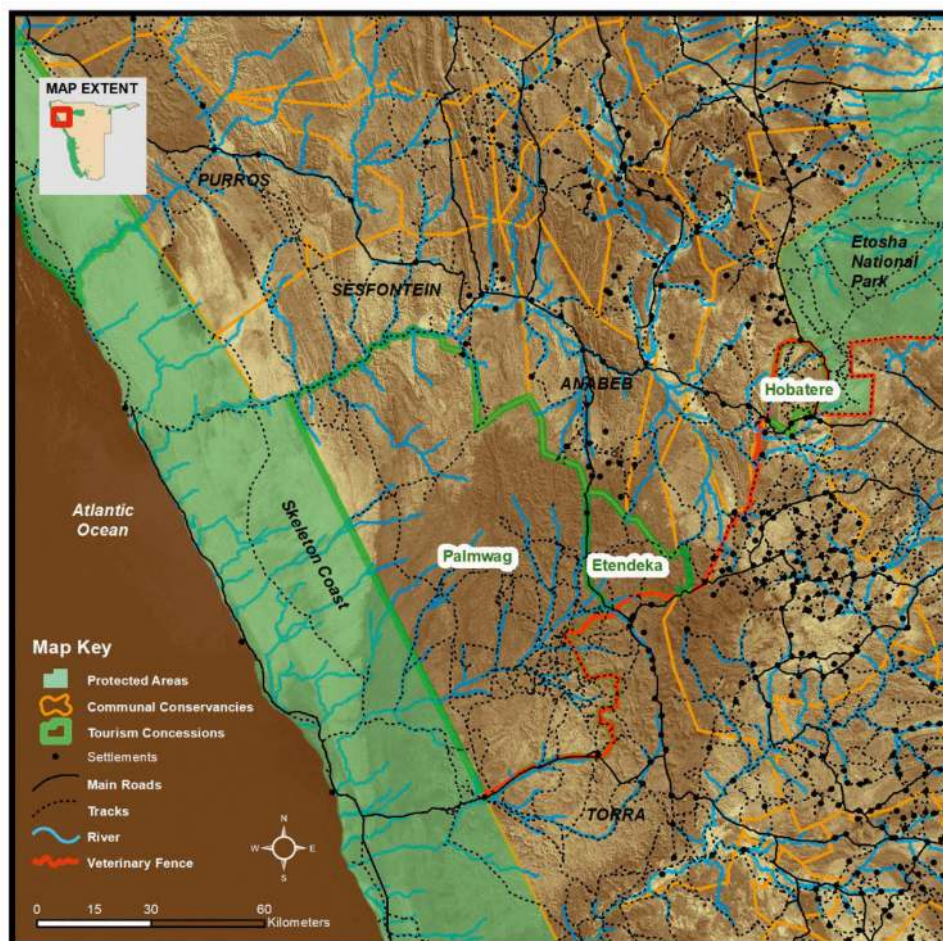 MAP EXTENT
PURROS
Etosha
National
Park
SESFONTEIN
ANABEB
Hobatere
Atlantic
Ocean
Skeleton Coast
Palmwag
Etendeka
Map Key
Protected Areas
Communal Conservancies
Tourism Concessions
Settlements
Main Roads
Tracks
River
Veterinary Fence
TORRA
N
W E
S
0 15 30 60
Kilometers